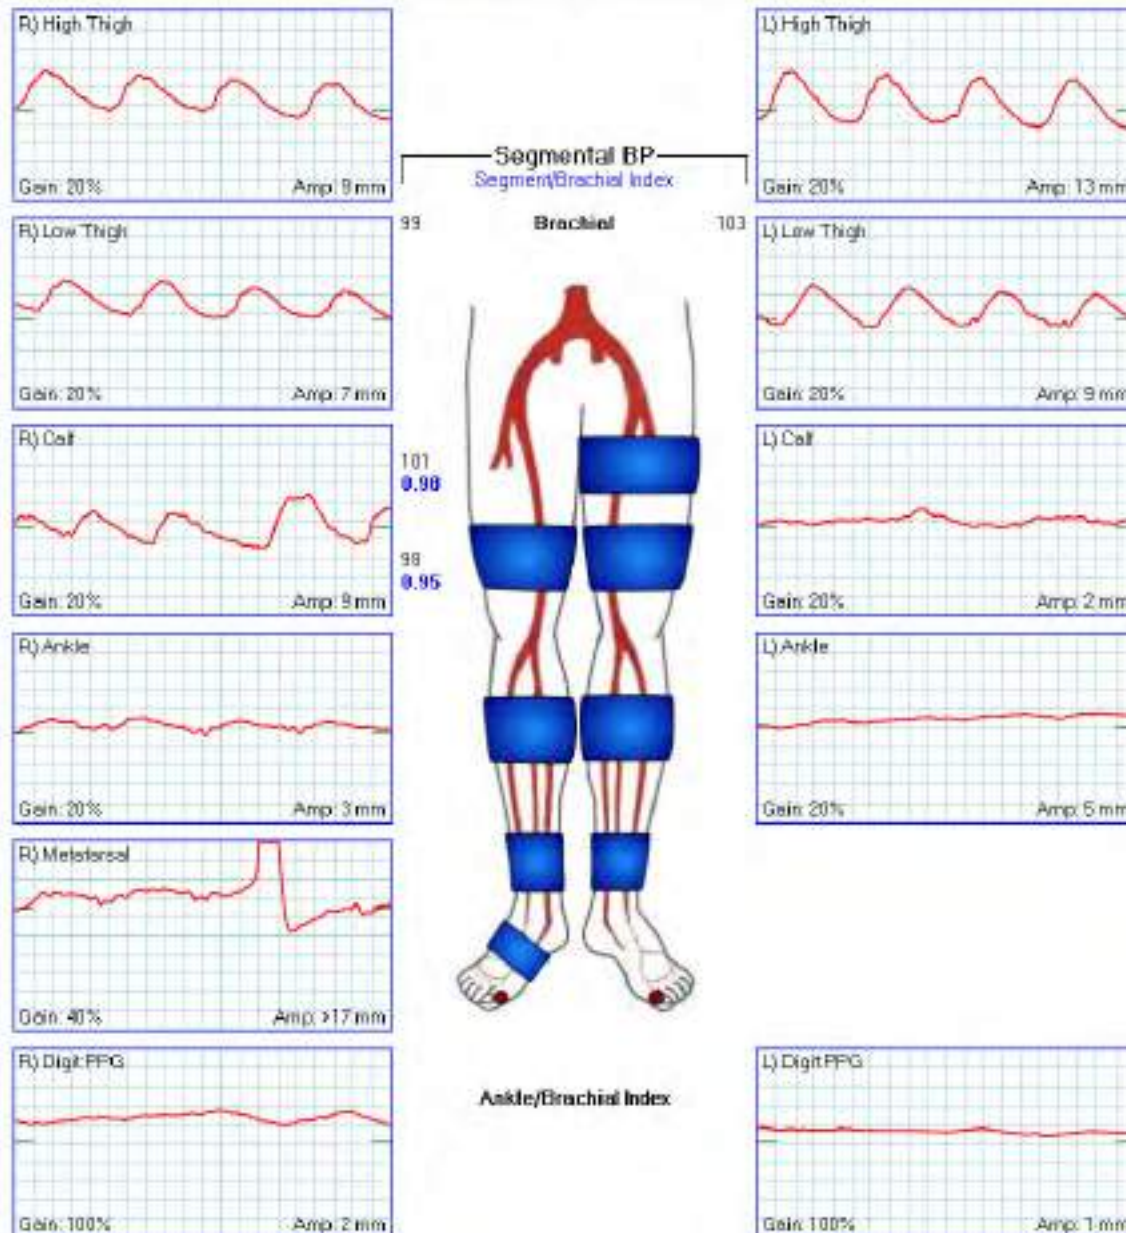 R) High Thigh
Gain: 20% Amp: 9 mm
L) High Thigh
Gain: 20% Amp: 13 mm
Segmental BP
Segment/Brachial Index
99 Brachial 103
R) Low Thigh
Gain: 20% Amp: 7 mm
L) Low Thigh
Gain: 20% Amp: 9 mm
R) Calf
Gain: 20% Amp: 9 mm
101
0.98
98
0.95
L) Calf
Gain: 20% Amp: 2 mm
R) Ankle
Gain: 20% Amp: 3 mm
L) Ankle
Gain: 20% Amp: 5 mm
R) Metatarsal
Gain: 40% Amp: >17 mm
R) Digit PPG
Gain: 100% Amp: 2 mm
Ankle/Brachial Index
L) Digit PPG
Gain: 100% Amp: 1 mm